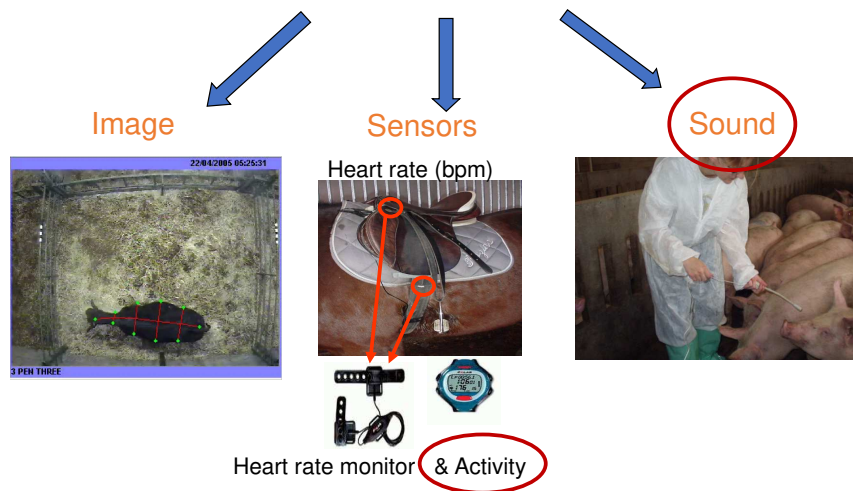 Image
Sensors
Sound
Heart rate (bpm)
22/04/2005 05:25:31
3 PEN THREE
Heart rate monitor & Activity